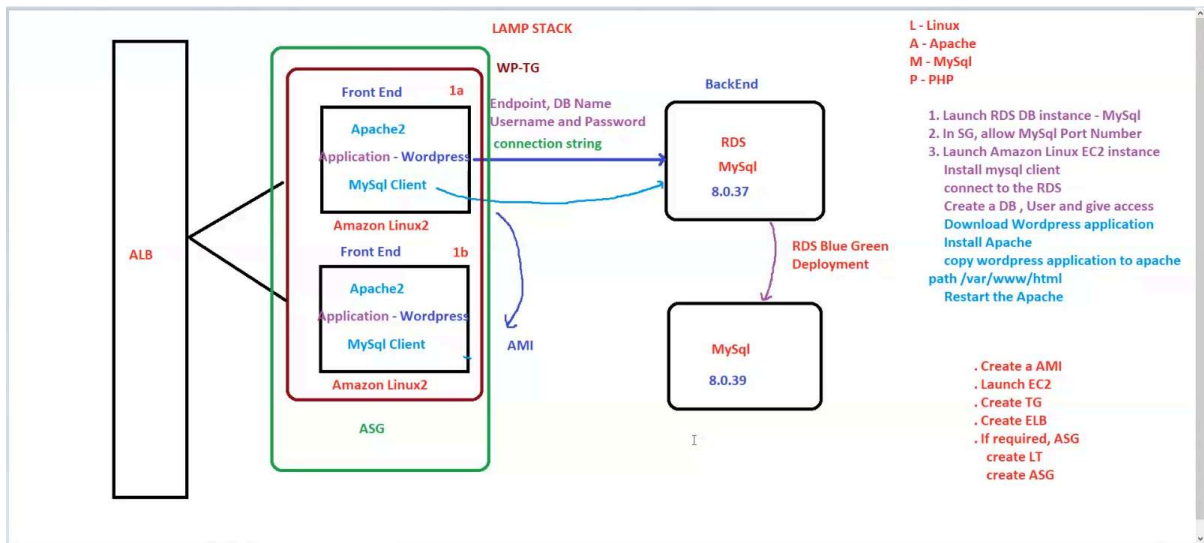 LAMP STACK
ALB
WP-TG
Front End 1a
Apache2
Application - Wordpress
MySql Client
Amazon Linux2
Front End 1b
Apache2
Application - Wordpress
MySql Client
Amazon Linux2
ASG
Endpoint, DB Name
Username and Password
connection string
AMI
BackEnd
RDS
MySql
8.0.37
RDS Blue Green
Deployment
MySql
8.0.39
L - Linux
A - Apache
M - MySql
P - PHP
1. Launch RDS DB instance - MySql
2. In SG, allow MySql Port Number
3. Launch Amazon Linux EC2 instance
Install mysql client
connect to the RDS
Create a DB , User and give access
Download Wordpress application
Install Apache
copy wordpress application to apache
path /var/www/html
Restart the Apache
. Create a AMI
. Launch EC2
. Create TG
. Create ELB
. If required, ASG
create LT
create ASG